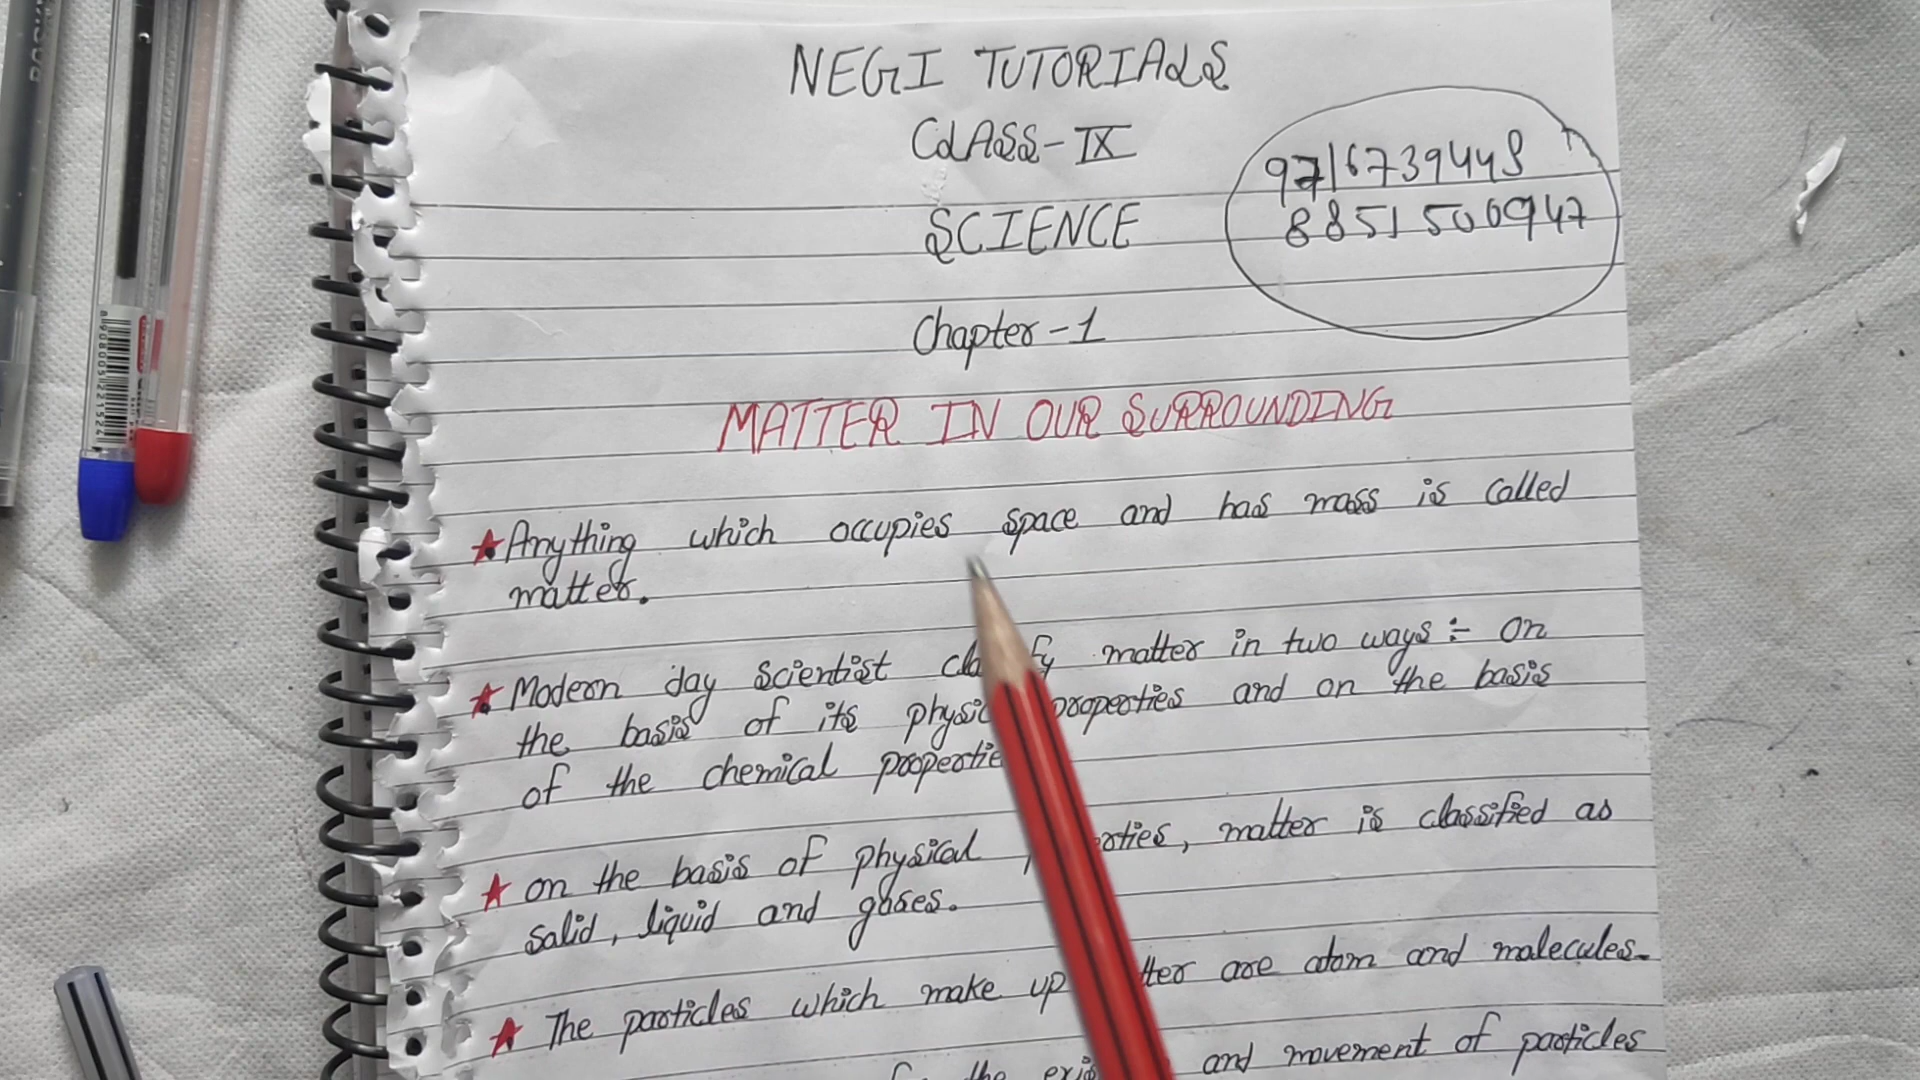 NEGI TUTORIALS
CLASS-IX
9716739448
SCIENCE
8851500947
Chapter-1
MATTER IN OUR SURROUNDING
★ Anything which occupies space and has mass is called
matter.
★ Modern day scientist matter in two ways :- on
the basis of its properties and on the basis
of the chemical
★ on the basis of physical matter is classified as
solid, liquid and gases.
★ The particles which make up are atom and molecules.
the and movement of particles
8908005121524